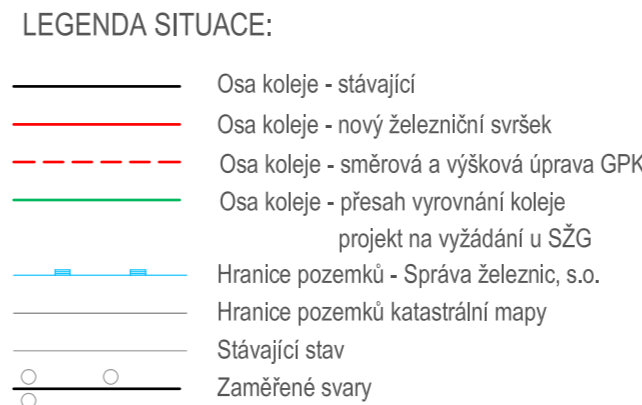 LEGENDA SITUACE:
Osa koleje - stávající
Osa koleje - nový železniční svršek
Osa koleje - směrová a výšková úprava GPK
Osa koleje - přesah vyrovnání koleje
projekt na vyžádání u SŽG
Hranice pozemků - Správa železnic, s.o.
Hranice pozemků katastrální mapy
Stávající stav
Zaměřené svary